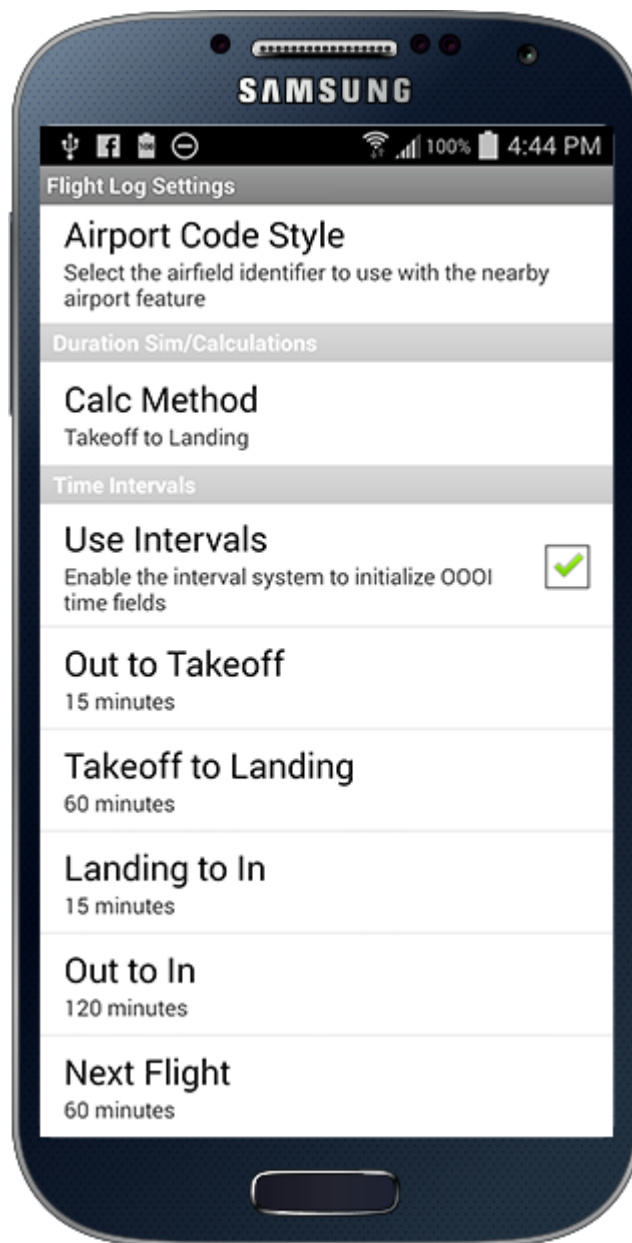 SAMSUNG
100% 4:44 PM
Flight Log Settings
Airport Code Style
Select the airfield identifier to use with the nearby
airport feature
Duration Sim/Calculations
Calc Method
Takeoff to Landing
Time Intervals
Use Intervals
Enable the interval system to initialize OOOI
time fields
Out to Takeoff
15 minutes
Takeoff to Landing
60 minutes
Landing to In
15 minutes
Out to In
120 minutes
Next Flight
60 minutes